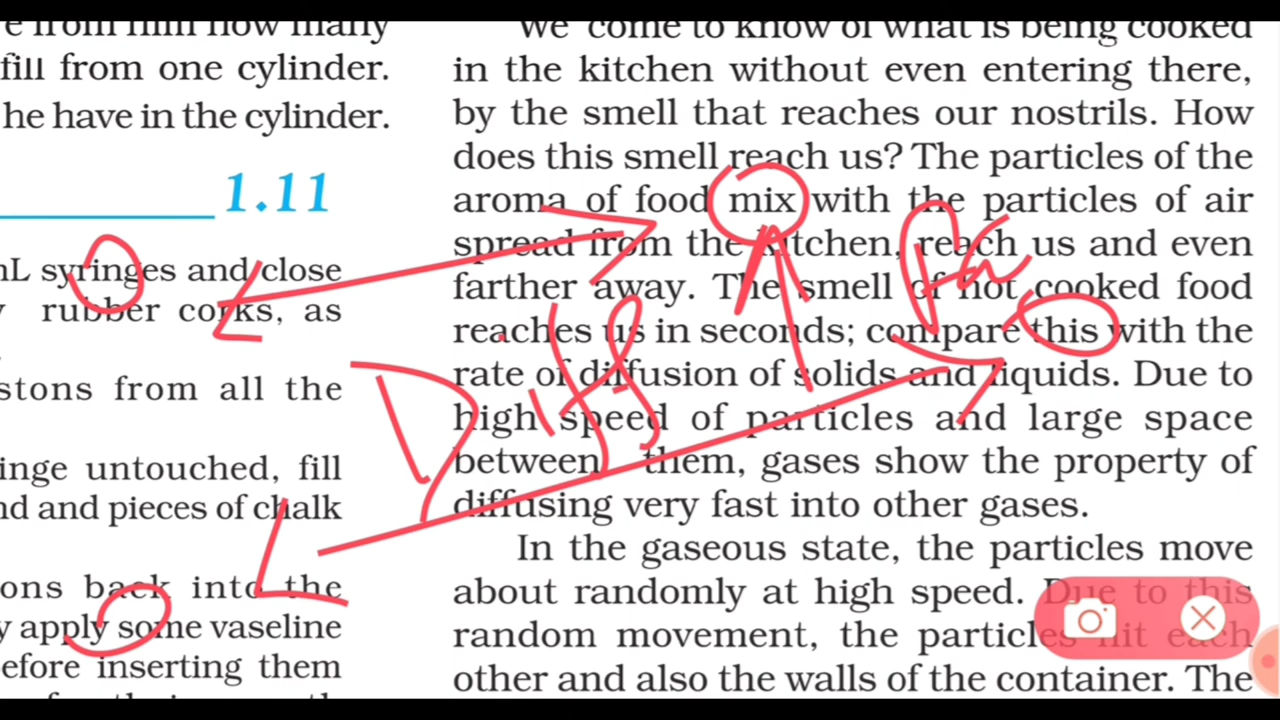 e from him how many
fill from one cylinder.
he have in the cylinder.
1.11
mL syringes and close
rubber corks, as
stons from all the
inge untouched, fill
nd and pieces of chalk
ons back into the
y apply some vaseline
before inserting them
We come to know of what is being cooked
in the kitchen without even entering there,
by the smell that reaches our nostrils. How
does this smell reach us? The particles of the
aroma of food mix with the particles of air
spread from the kitchen, reach us and even
farther away. The smell of hot cooked food
reaches us in seconds; compare this with the
rate of diffusion of solids and liquids. Due to
high speed of particles and large space
between them, gases show the property of
diffusing very fast into other gases.
In the gaseous state, the particles move
about randomly at high speed. Due to this
random movement, the particles hit each
other and also the walls of the container. The
Diff